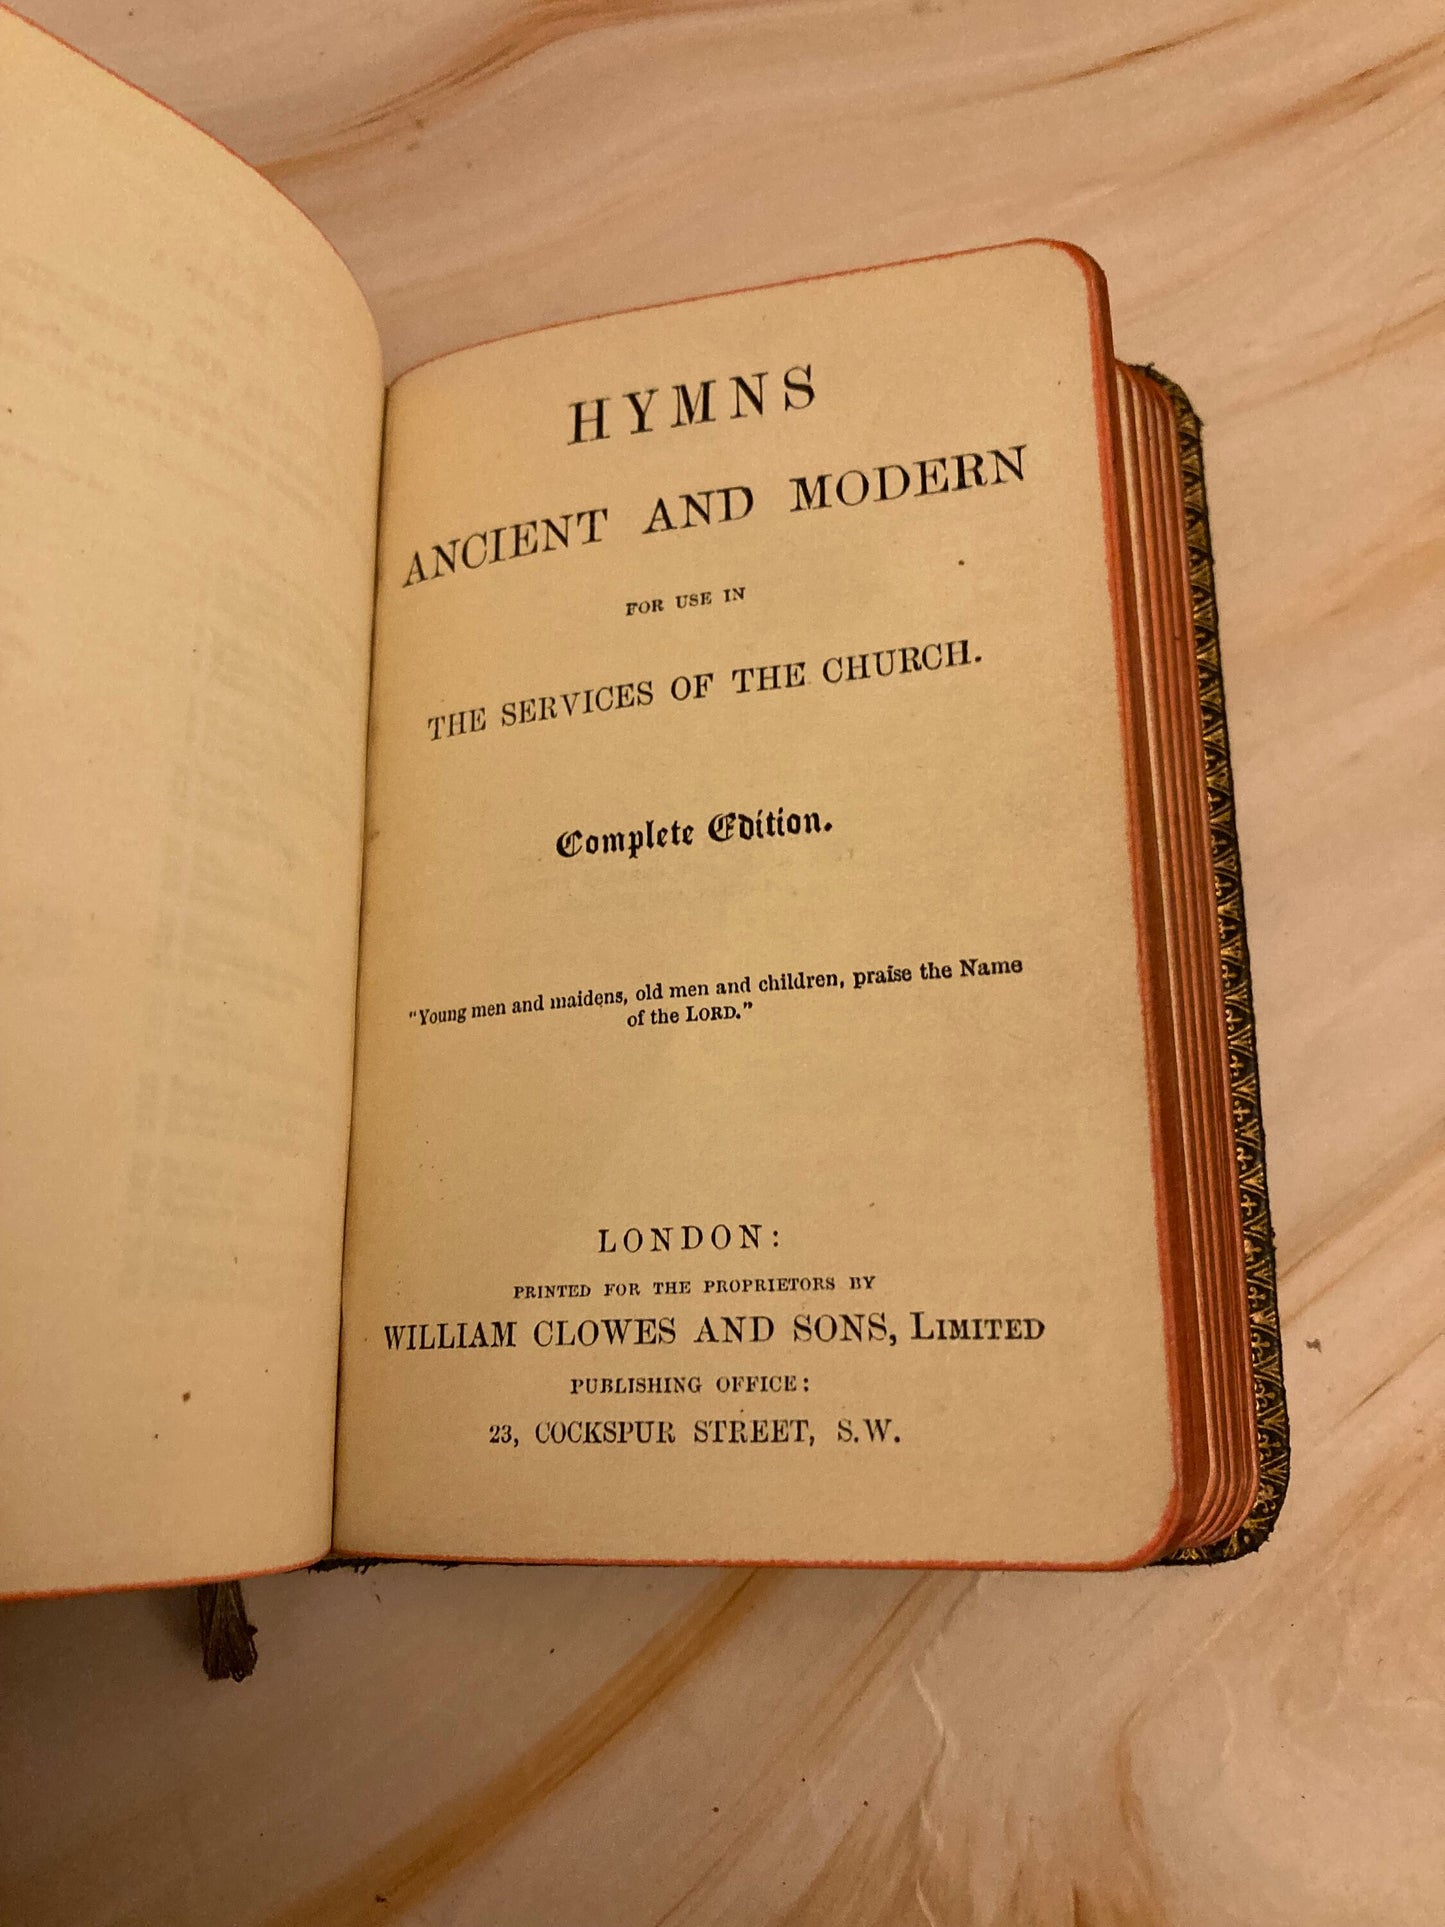 HYMNS
ANCIENT AND MODERN
FOR USE IN
THE SERVICES OF THE CHURCH.
Complete Edition.
"Young men and maidens, old men and children, praise the Name
of the LORD."
LONDON:
PRINTED FOR THE PROPRIETORS BY
WILLIAM CLOWES AND SONS, LIMITED
PUBLISHING OFFICE:
23, COCKSPUR STREET, S.W.